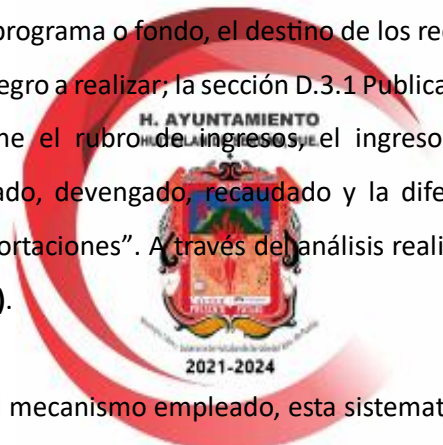 programa o fondo, el destino de los rec
egro a realizar; la sección D.3.1 Publica
H. AYUNTAMIENTO
ne el rubro de ingresos, el ingreso
ado, devengado, recaudado y la dife
ortaciones". A través del análisis reali
).
2021-2024
mecanismo empleado, esta sistemat